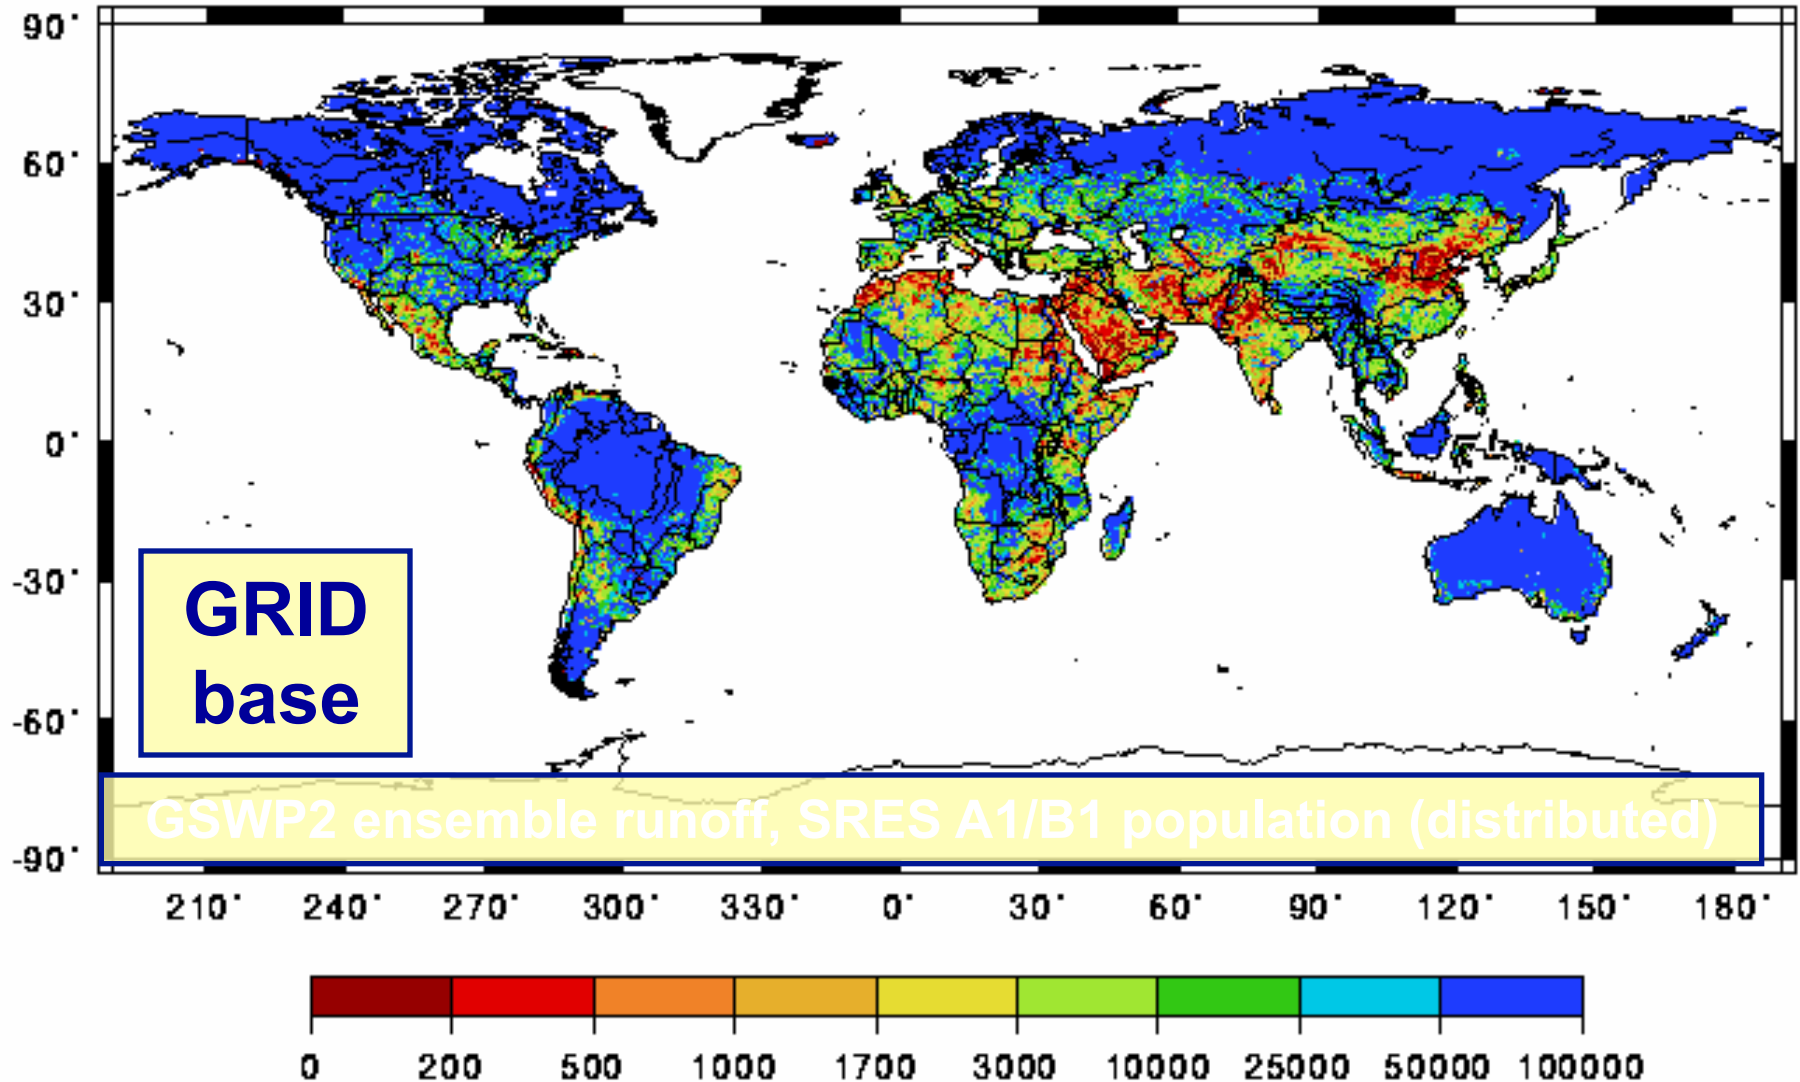 90°
60°
30°
0°
-30°
-60°
-90°
GRID
base
GSWP2 ensemble runoff, SRES A1/B1 population (distributed)
210° 240° 270° 300° 330° 0° 30° 60° 90° 120° 150° 180°
0 200 500 1000 1700 3000 10000 25000 50000 100000